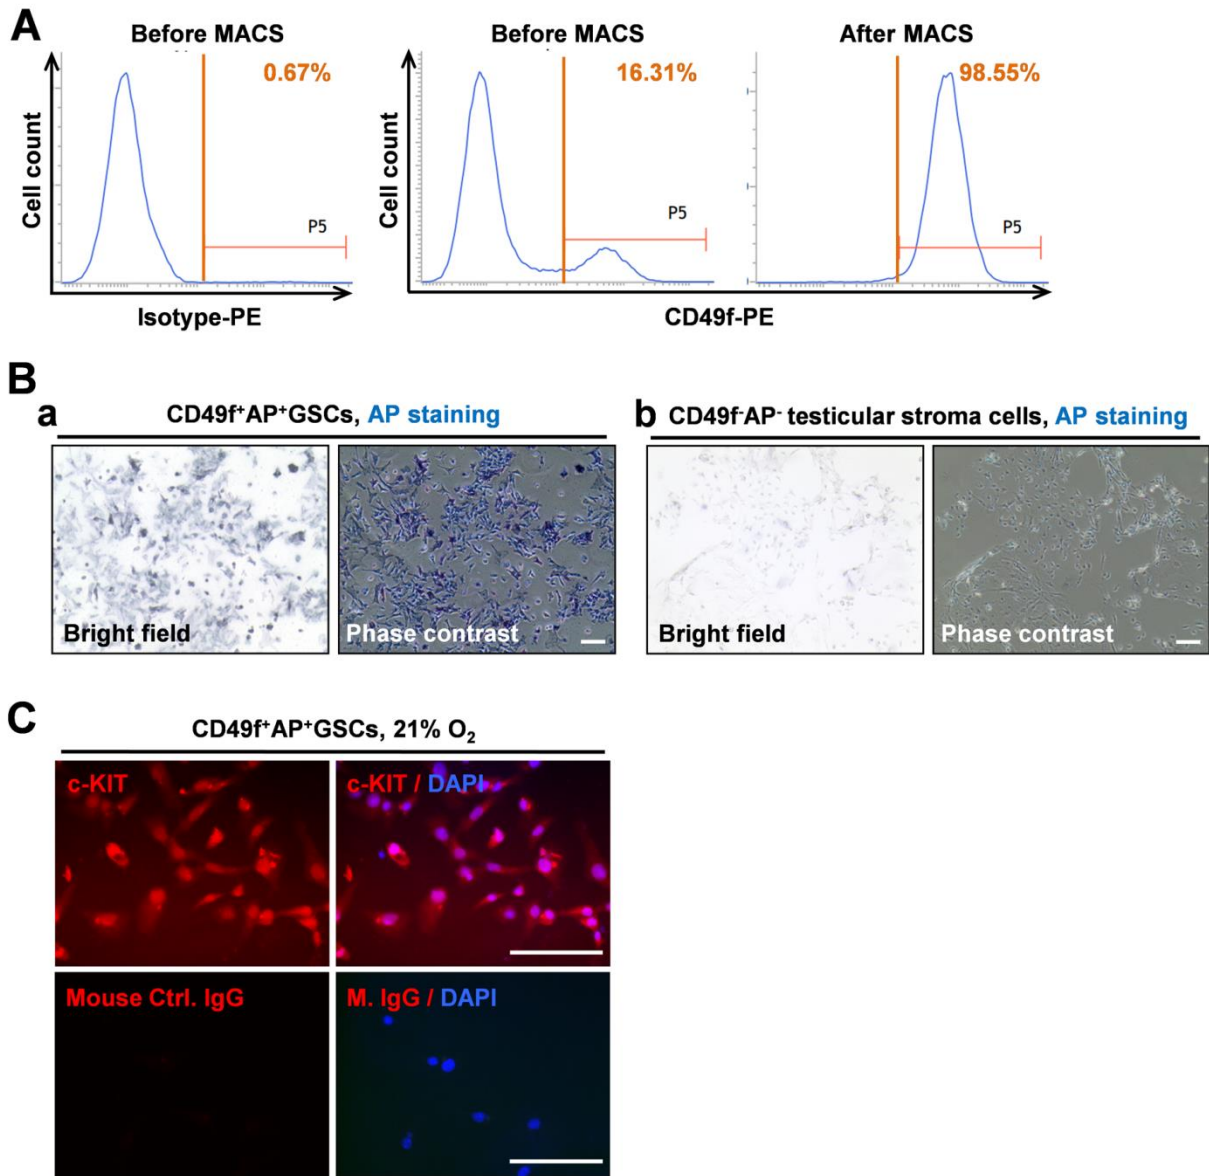 A
Before MACS
0.67%
P5
Cell count
Isotype-PE
Before MACS
16.31%
P5
Cell count
After MACS
98.55%
P5
CD49f-PE
B
a
CD49f⁺AP⁺GSCs, AP staining
Bright field
Phase contrast
b
CD49f⁻AP⁻ testicular stroma cells, AP staining
Bright field
Phase contrast
C
CD49f⁺AP⁺GSCs, 21% O₂
c-KIT
c-KIT / DAPI
Mouse Ctrl. IgG
M. IgG / DAPI